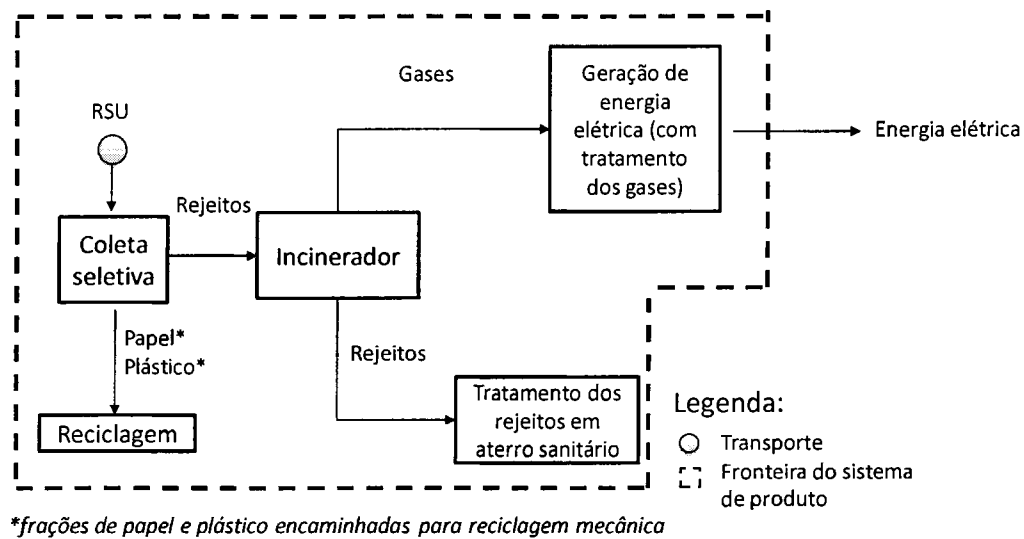 Gases
Geração de
energia
elétrica (com
tratamento
dos gases)
Energia elétrica
RSU
Rejeitos
Coleta
seletiva
Incinerador
Papel*
Plástico*
Rejeitos
Reciclagem
Tratamento dos
rejeitos em
aterro sanitário
Legenda:
Transporte
Fronteira do sistema
de produto
*frações de papel e plástico encaminhadas para reciclagem mecânica